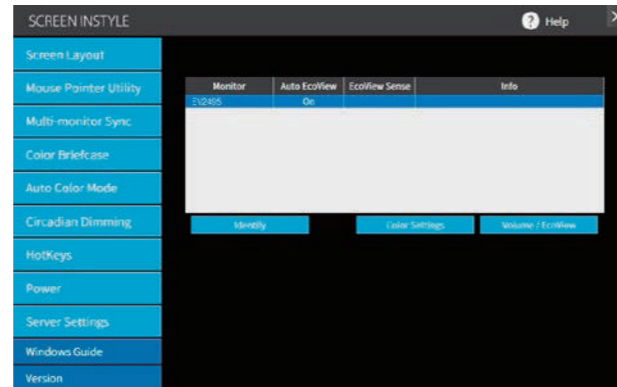 SCREEN INSTYLE
? Help
Screen Layout
Mouse Pointer Utility
Multi-monitor Sync
Color Briefcase
Auto Color Mode
Circadian Dimming
HotKeys
Power
Server Settings
Windows Guide
Version
Monitor Auto EcoView EcoView Sense Info
EV2495 On
Identify Color Settings Volume / EcoView